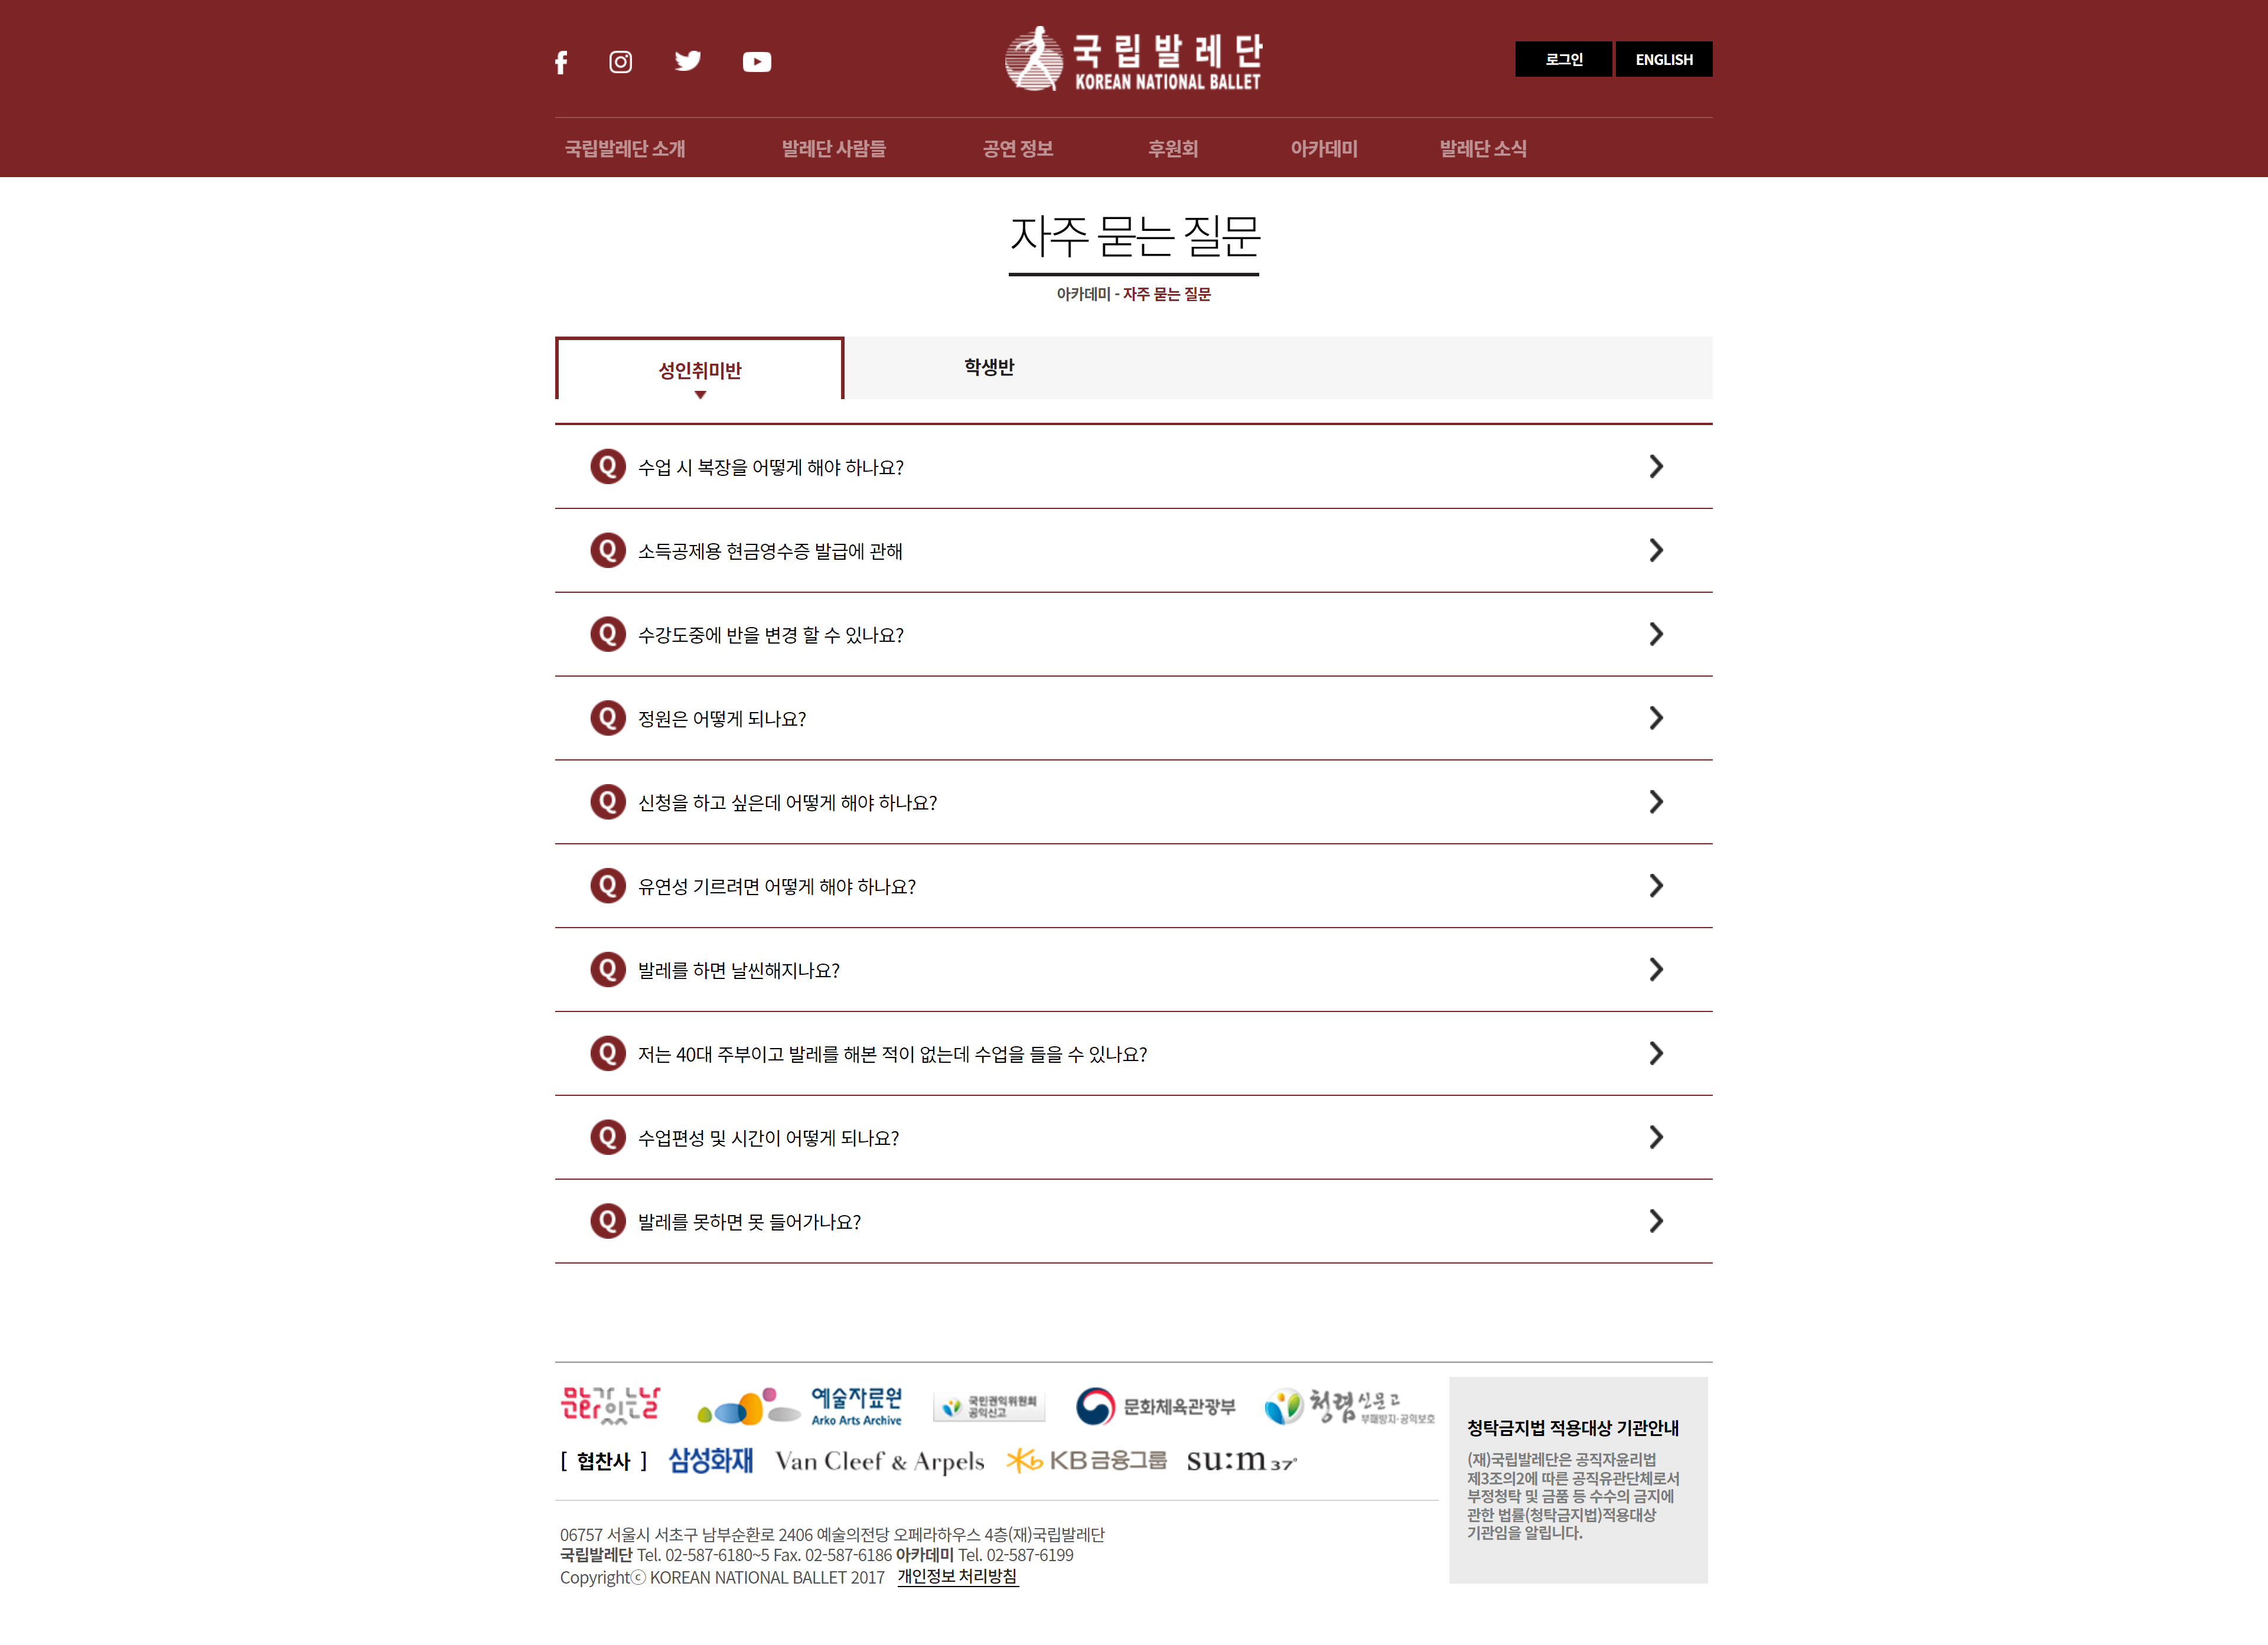 국립발레단
KOREAN NATIONAL BALLET
로그인
ENGLISH
국립발레단 소개
발레단 사람들
공연 정보
후원회
아카데미
발레단 소식
자주 묻는 질문
아카데미 - 자주 묻는 질문
성인취미반
학생반
Q 수업 시 복장을 어떻게 해야 하나요?
Q 소득공제용 현금영수증 발급에 관해
Q 수강도중에 반을 변경 할 수 있나요?
Q 정원은 어떻게 되나요?
Q 신청을 하고 싶은데 어떻게 해야 하나요?
Q 유연성 기르려면 어떻게 해야 하나요?
Q 발레를 하면 날씬해지나요?
Q 저는 40대 주부이고 발레를 해본 적이 없는데 수업을 들을 수 있나요?
Q 수업편성 및 시간이 어떻게 되나요?
Q 발레를 못하면 못 들어가나요?
문화가 있는 날
예술자료원
Arko Arts Archive
국민권익위원회
공익신고
문화체육관광부
청렴신문고
부패방지·공익보호
[ 협찬사 ]
삼성화재
Van Cleef & Arpels
KB금융그룹
su:m37°
06757 서울시 서초구 남부순환로 2406 예술의전당 오페라하우스 4층(재)국립발레단
국립발레단 Tel. 02-587-6180~5 Fax. 02-587-6186 아카데미 Tel. 02-587-6199
Copyrightⓒ KOREAN NATIONAL BALLET 2017 개인정보 처리방침
청탁금지법 적용대상 기관안내
(재)국립발레단은 공직자윤리법
제3조의2에 따른 공직유관단체로서
부정청탁 및 금품 등 수수의 금지에
관한 법률(청탁금지법)적용대상
기관임을 알립니다.